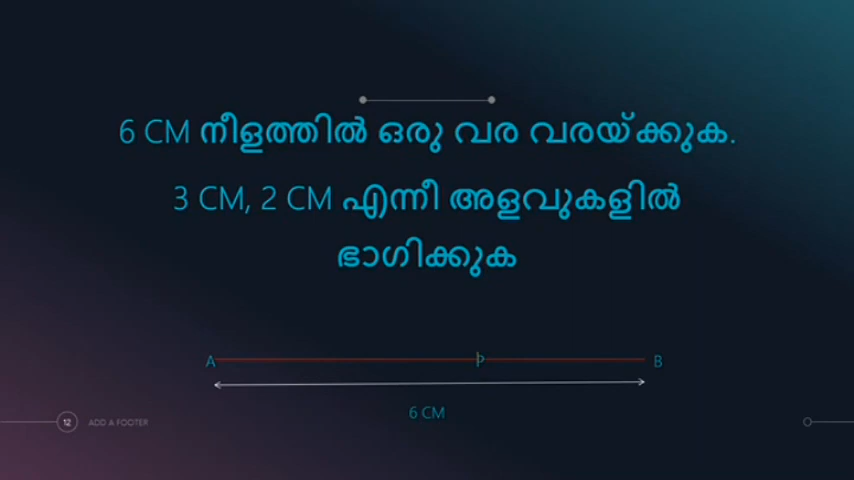 6 CM നീളത്തിൽ ഒരു വര വരയ്ക്കുക.
3 CM, 2 CM എന്നീ അളവുകളിൽ
ഭാഗിക്കുക
A P B
6 CM
12 ADD A FOOTER